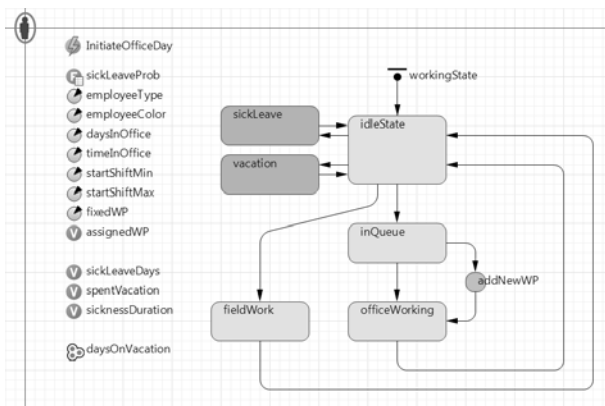 InitiateOfficeDay
sickLeaveProb
employeeType
employeeColor
daysInOffice
timeInOffice
startShiftMin
startShiftMax
fixedWP
assignedWP
sickLeaveDays
spentVacation
sicknessDuration
daysOnVacation
workingState
sickLeave
idleState
vacation
inQueue
addNewWP
fieldWork
officeWorking